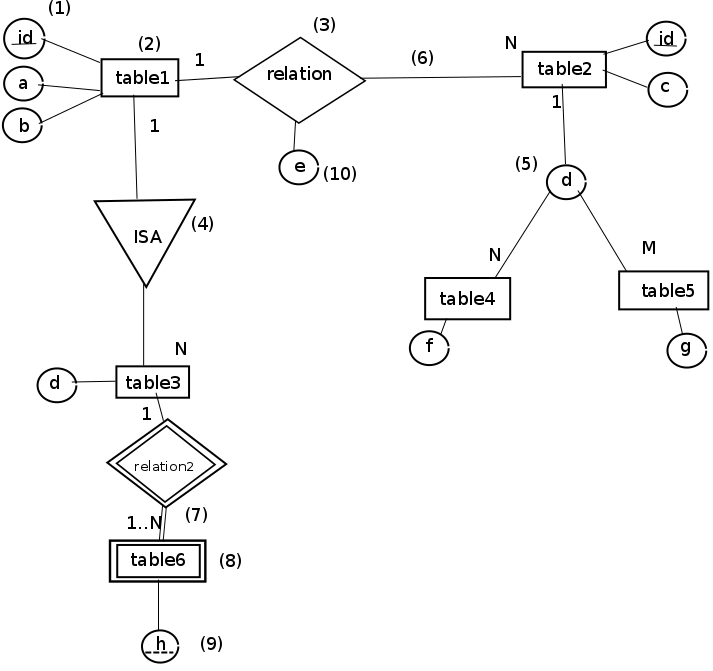 (1)
id
(2)
(3)
N
id
table1
1
relation
(6)
table2
a
c
b
1
1
e
(10)
(5)
d
ISA
(4)
N
M
table4
table5
f
g
N
d
table3
1
relation2
(7)
1..N
table6
(8)
h
(9)